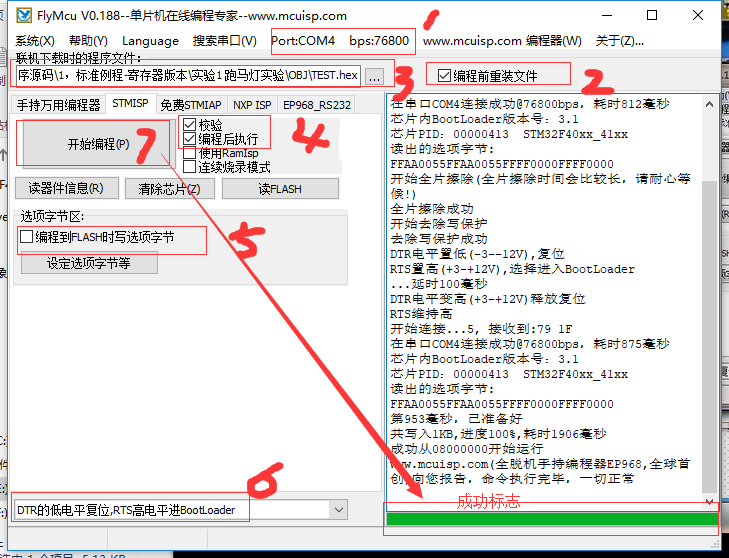 FlyMcu V0.188--单片机在线编程专家--www.mcuisp.com
系统(X) 帮助(Y) Language 搜索串口(V) Port:COM4 bps:76800 www.mcuisp.com 编程器(W) 关于(Z)...
1
联机下载时的程序文件:
序源码\1，标准例程-寄存器版本\实验1 跑马灯实验\OBJ\TEST.hex ...
3
编程前重装文件
2
手持万用编程器 STMISP 免费STMIAP NXP ISP EP968_RS232
开始编程(P)
7
校验
编程后执行
使用RamIsp
连续烧录模式
4
读器件信息(R) 清除芯片(Z) 读FLASH
选项字节区:
编程到FLASH时写选项字节
5
设定选项字节等
6
DTR的低电平复位,RTS高电平进BootLoader
在串口COM4连接成功@76800bps，耗时812毫秒
芯片内BootLoader版本号：3.1
芯片PID：00000413 STM32F40xx_41xx
读出的选项字节:
FFAA0055FFAA0055FFFF0000FFFF0000
开始全片擦除(全片擦除时间会比较长，请耐心等
候!)
全片擦除成功
开始去除写保护
去除写保护成功
DTR电平置低(-3--12V),复位
RTS置高(+3-+12V),选择进入BootLoader
...延时100毫秒
DTR电平变高(+3-+12V)释放复位
RTS维持高
开始连接...5, 接收到:79 1F
在串口COM4连接成功@76800bps，耗时875毫秒
芯片内BootLoader版本号：3.1
芯片PID：00000413 STM32F40xx_41xx
读出的选项字节:
FFAA0055FFAA0055FFFF0000FFFF0000
第953毫秒，已准备好
共写入1KB,进度100%,耗时1906毫秒
成功从08000000开始运行
www.mcuisp.com(全脱机手持编程器EP968,全球首
创)向您报告，命令执行完毕，一切正常
成功标志